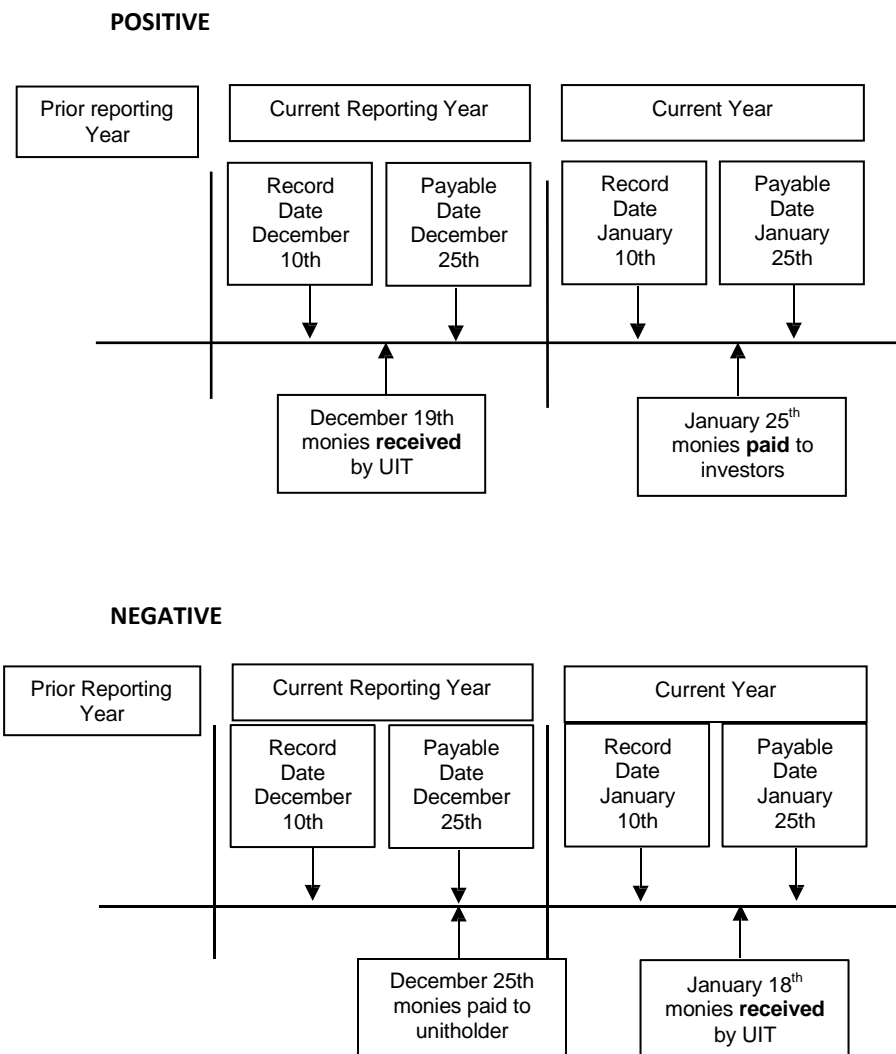 POSITIVE
Prior reporting
Year
Current Reporting Year
Current Year
Record
Date
December
10th
Payable
Date
December
25th
Record
Date
January
10th
Payable
Date
January
25th
December 19th
monies received
by UIT
January 25th
monies paid to
investors
NEGATIVE
Prior Reporting
Year
Current Reporting Year
Current Year
Record
Date
December
10th
Payable
Date
December
25th
Record
Date
January
10th
Payable
Date
January
25th
December 25th
monies paid to
unitholder
January 18th
monies received
by UIT